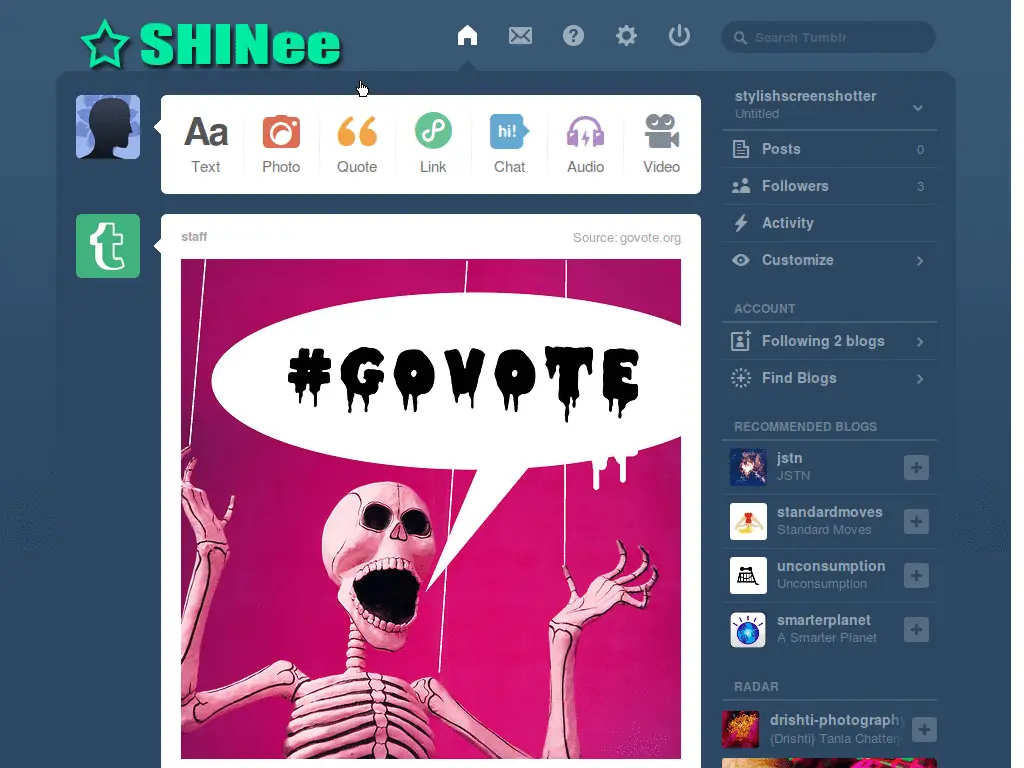 SHINee
Search Tumblr
Aa
Text
Photo
Quote
Link
hi!
Chat
Audio
Video
staff
Source: govote.org
#GOVOTE
stylishscreenshotter
Untitled
Posts 0
Followers 3
Activity
Customize
ACCOUNT
Following 2 blogs
Find Blogs
RECOMMENDED BLOGS
jstn
JSTN
standardmoves
Standard Moves
unconsumption
Unconsumption
smarterplanet
A Smarter Planet
RADAR
drishti-photography
{Drishti} Tania Chatterj